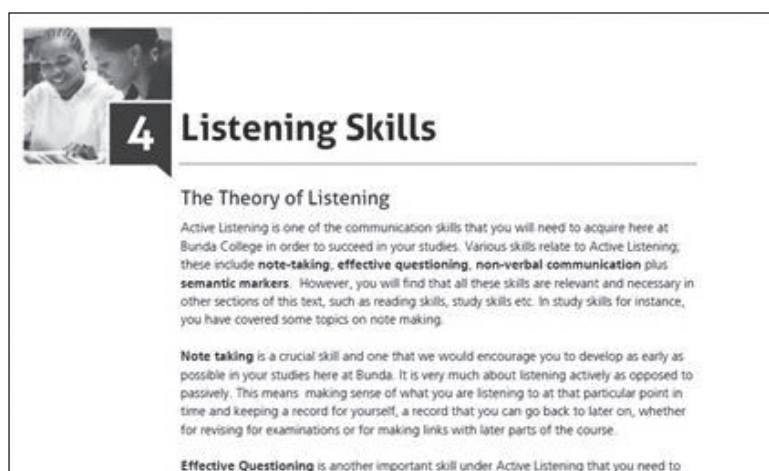 4
Listening Skills
The Theory of Listening
Active Listening is one of the communication skills that you will need to acquire here at
Bunda College in order to succeed in your studies. Various skills relate to Active Listening;
these include note-taking, effective questioning, non-verbal communication plus
semantic markers. However, you will find that all these skills are relevant and necessary in
other sections of this text, such as reading skills, study skills etc. In study skills for instance,
you have covered some topics on note making.
Note taking is a crucial skill and one that we would encourage you to develop as early as
possible in your studies here at Bunda. It is very much about listening actively as opposed to
passively. This means making sense of what you are listening to at that particular point in
time and keeping a record for yourself, a record that you can go back to later on, whether
for revising for examinations or for making links with later parts of the course.
Effective Questioning is another important skill under Active Listening that you need to